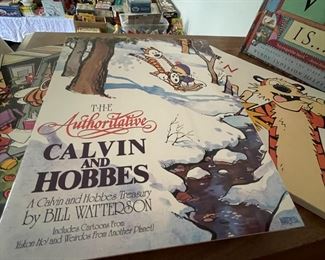 THE
Authoritative
CALVIN
AND
HOBBES
A Calvin and Hobbes Treasury
by BILL WATTERSON
Includes Cartoons From
Yukon Ho! and Weirdos From Another Planet!
V
IS...
N